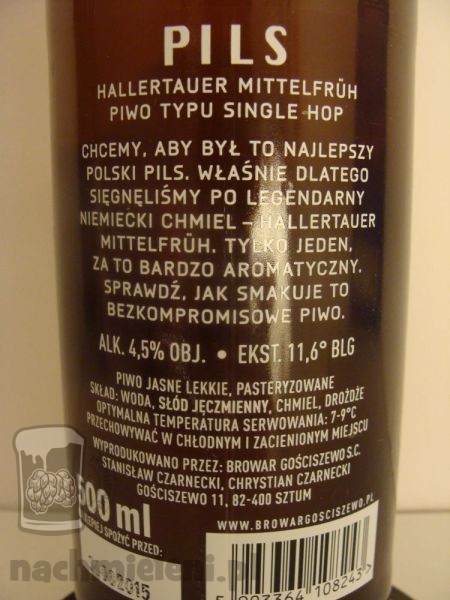 PILS
HALLERTAUER MITTELFRÜH
PIWO TYPU SINGLE-HOP
CHCEMY, ABY BYŁ TO NAJLEPSZY
POLSKI PILS. WŁAŚNIE DLATEGO
SIĘGNĘLIŚMY PO LEGENDARNY
NIEMIECKI CHMIEL – HALLERTAUER
MITTELFRÜH. TYLKO JEDEN,
ZA TO BARDZO AROMATYCZNY.
SPRAWDŹ, JAK SMAKUJE TO
BEZKOMPROMISOWE PIWO.
ALK. 4,5% OBJ. • EKST. 11,6° BLG
PIWO JASNE LEKKIE, PASTERYZOWANE
SKŁAD: WODA, SŁÓD JĘCZMIENNY, CHMIEL, DROŻDŻE
OPTYMALNA TEMPERATURA SERWOWANIA: 7-9°C
PRZECHOWYWAĆ W CHŁODNYM I ZACIENIONYM MIEJSCU
WYPRODUKOWANO PRZEZ: BROWAR GOŚCISZEWO S.C.
STANISŁAW CZARNECKI, CHRYSTIAN CZARNECKI
GOŚCISZEWO 11, 82-400 SZTUM
500 ml
WWW.BROWARGOSCISZEWO.PL
SPOŻYĆ PRZED:
2015
108243
nachmieleni.pl